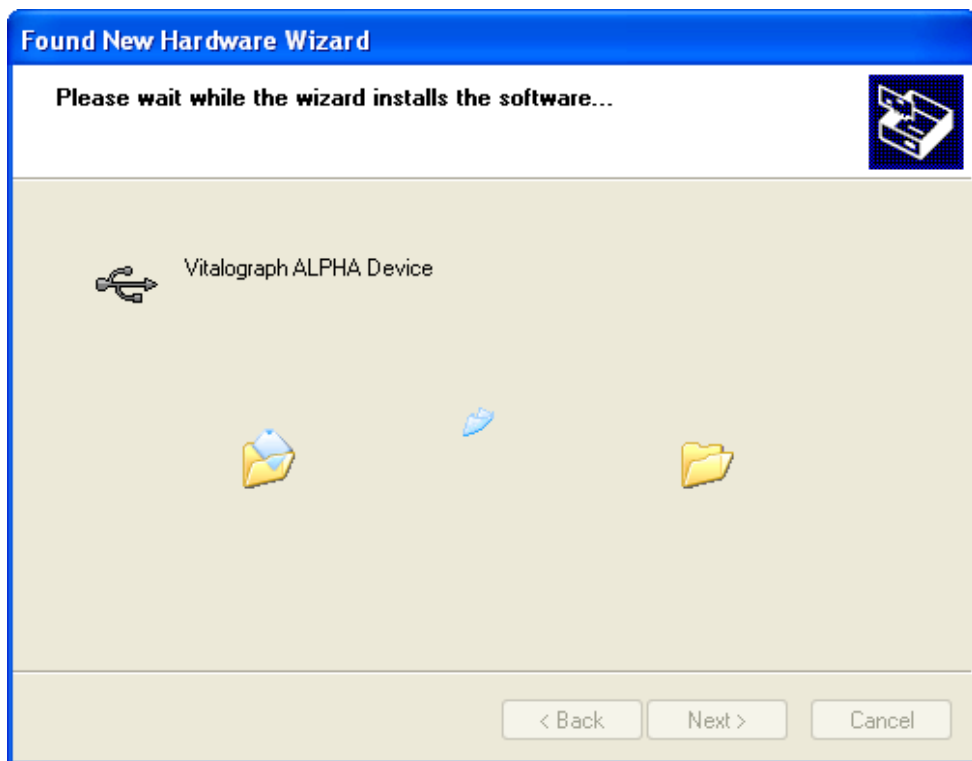 Found New Hardware Wizard
Please wait while the wizard installs the software...
Vitalograph ALPHA Device
< Back
Next >
Cancel